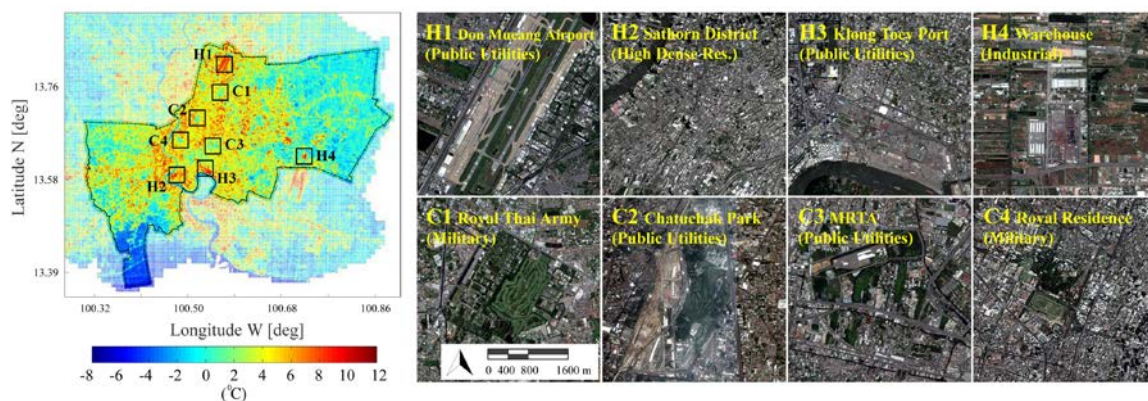 H1
C1
C2
C4
C3
H4
H2
H3
13.76
13.58
13.39
Latitude N [deg]
100.32
100.50
100.68
100.86
Longitude W [deg]
-8
-6
-4
-2
0
2
4
6
8
10
12
(℃)
H1 Don Mueang Airport
(Public Utilities)
H2 Sathorn District
(High Dense-Res.)
H3 Klong Toey Port
(Public Utilities)
H4 Warehouse
(Industrial)
C1 Royal Thai Army
(Military)
C2 Chatuchak Park
(Public Utilities)
C3 MRTA
(Public Utilities)
C4 Royal Residence
(Military)
0 400 800 1600 m